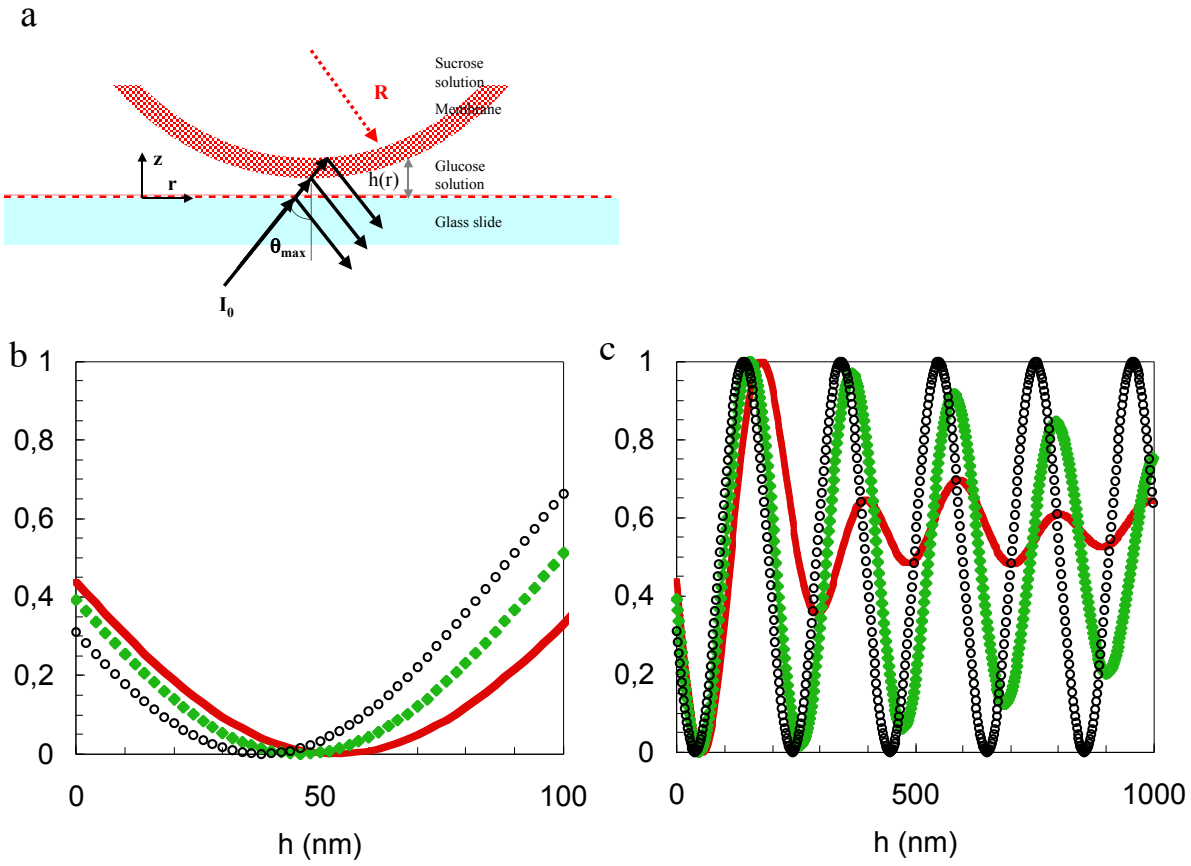 a
Sucrose
solution
R
Membrane
z
Glucose
solution
h(r)
r
Glass slide
θmax
I0
b
1
0,8
0,6
0,4
0,2
0
0
50
100
h (nm)
c
1
0,8
0,6
0,4
0,2
0
0
500
1000
h (nm)